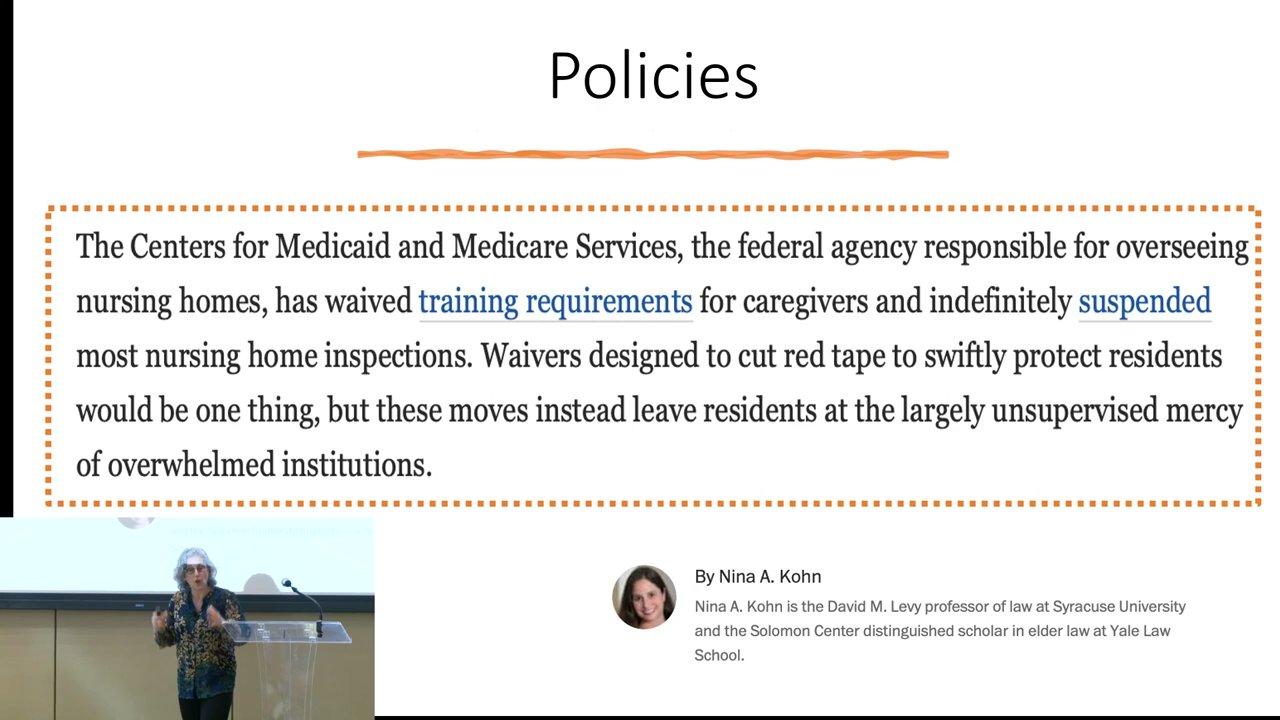 Policies
The Centers for Medicaid and Medicare Services, the federal agency responsible for overseeing
nursing homes, has waived training requirements for caregivers and indefinitely suspended
most nursing home inspections. Waivers designed to cut red tape to swiftly protect residents
would be one thing, but these moves instead leave residents at the largely unsupervised mercy
of overwhelmed institutions.
By Nina A. Kohn
Nina A. Kohn is the David M. Levy professor of law at Syracuse University
and the Solomon Center distinguished scholar in elder law at Yale Law
School.